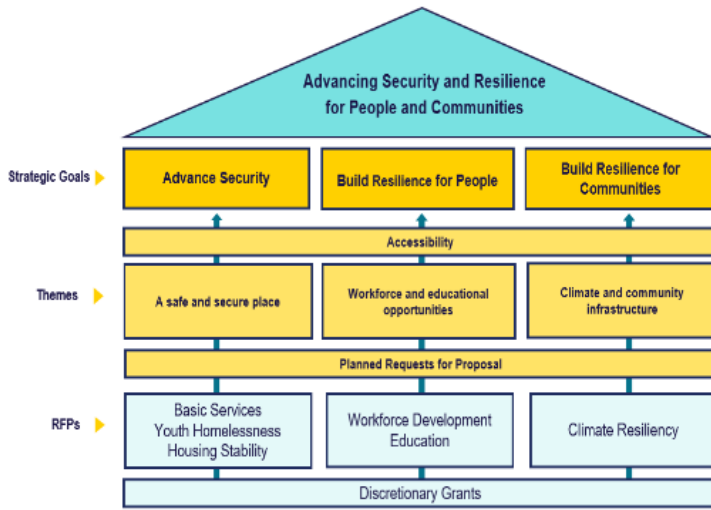 Advancing Security and Resilience
for People and Communities
Strategic Goals
Advance Security
Build Resilience for People
Build Resilience for
Communities
Accessibility
Themes
A safe and secure place
Workforce and educational
opportunities
Climate and community
infrastructure
Planned Requests for Proposal
RFPs
Basic Services
Youth Homelessness
Housing Stability
Workforce Development
Education
Climate Resiliency
Discretionary Grants